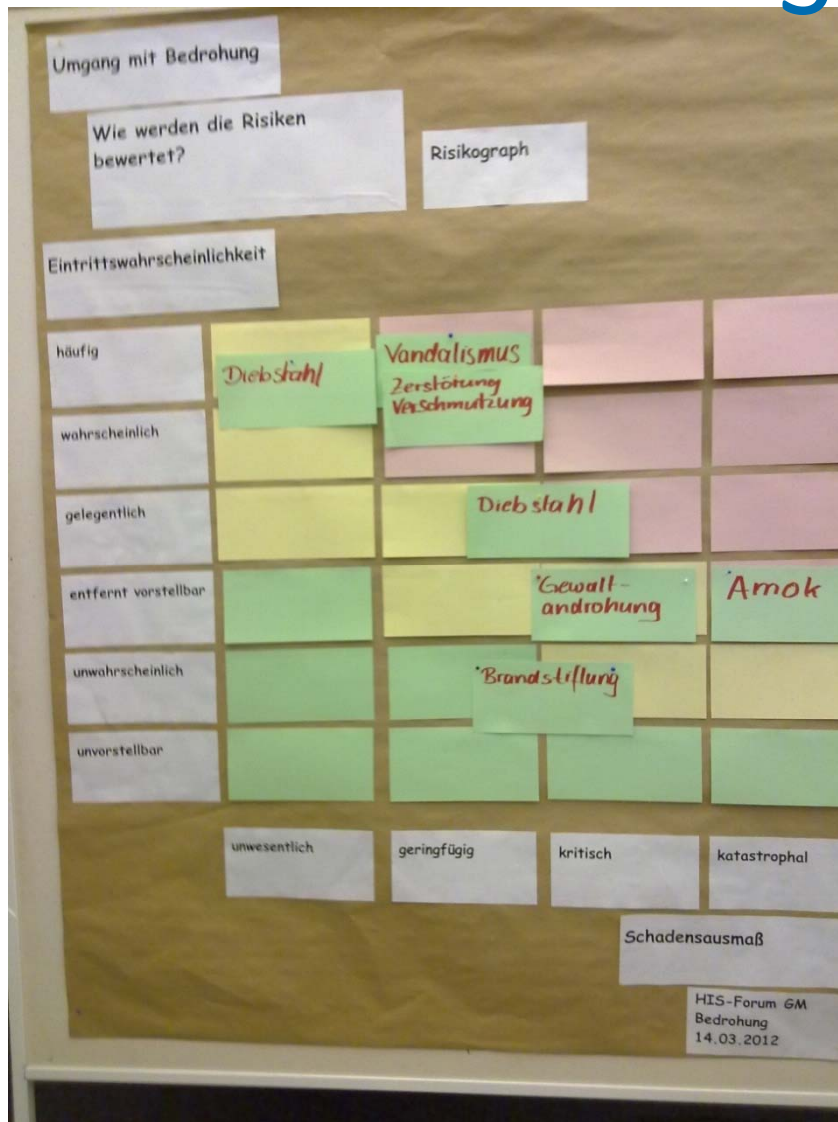 Umgang mit Bedrohung
Wie werden die Risiken
bewertet?
Risikograph
Eintrittswahrscheinlichkeit
häufig
Diebstahl
Vandalismus
Zerstörung
Verschmutzung
wahrscheinlich
gelegentlich
Diebstahl
entfernt vorstellbar
Gewalt-
androhung
Amok
unwahrscheinlich
Brandstiftung
unvorstellbar
unwesentlich
geringfügig
kritisch
katastrophal
Schadensausmaß
HIS-Forum GM
Bedrohung
14.03.2012